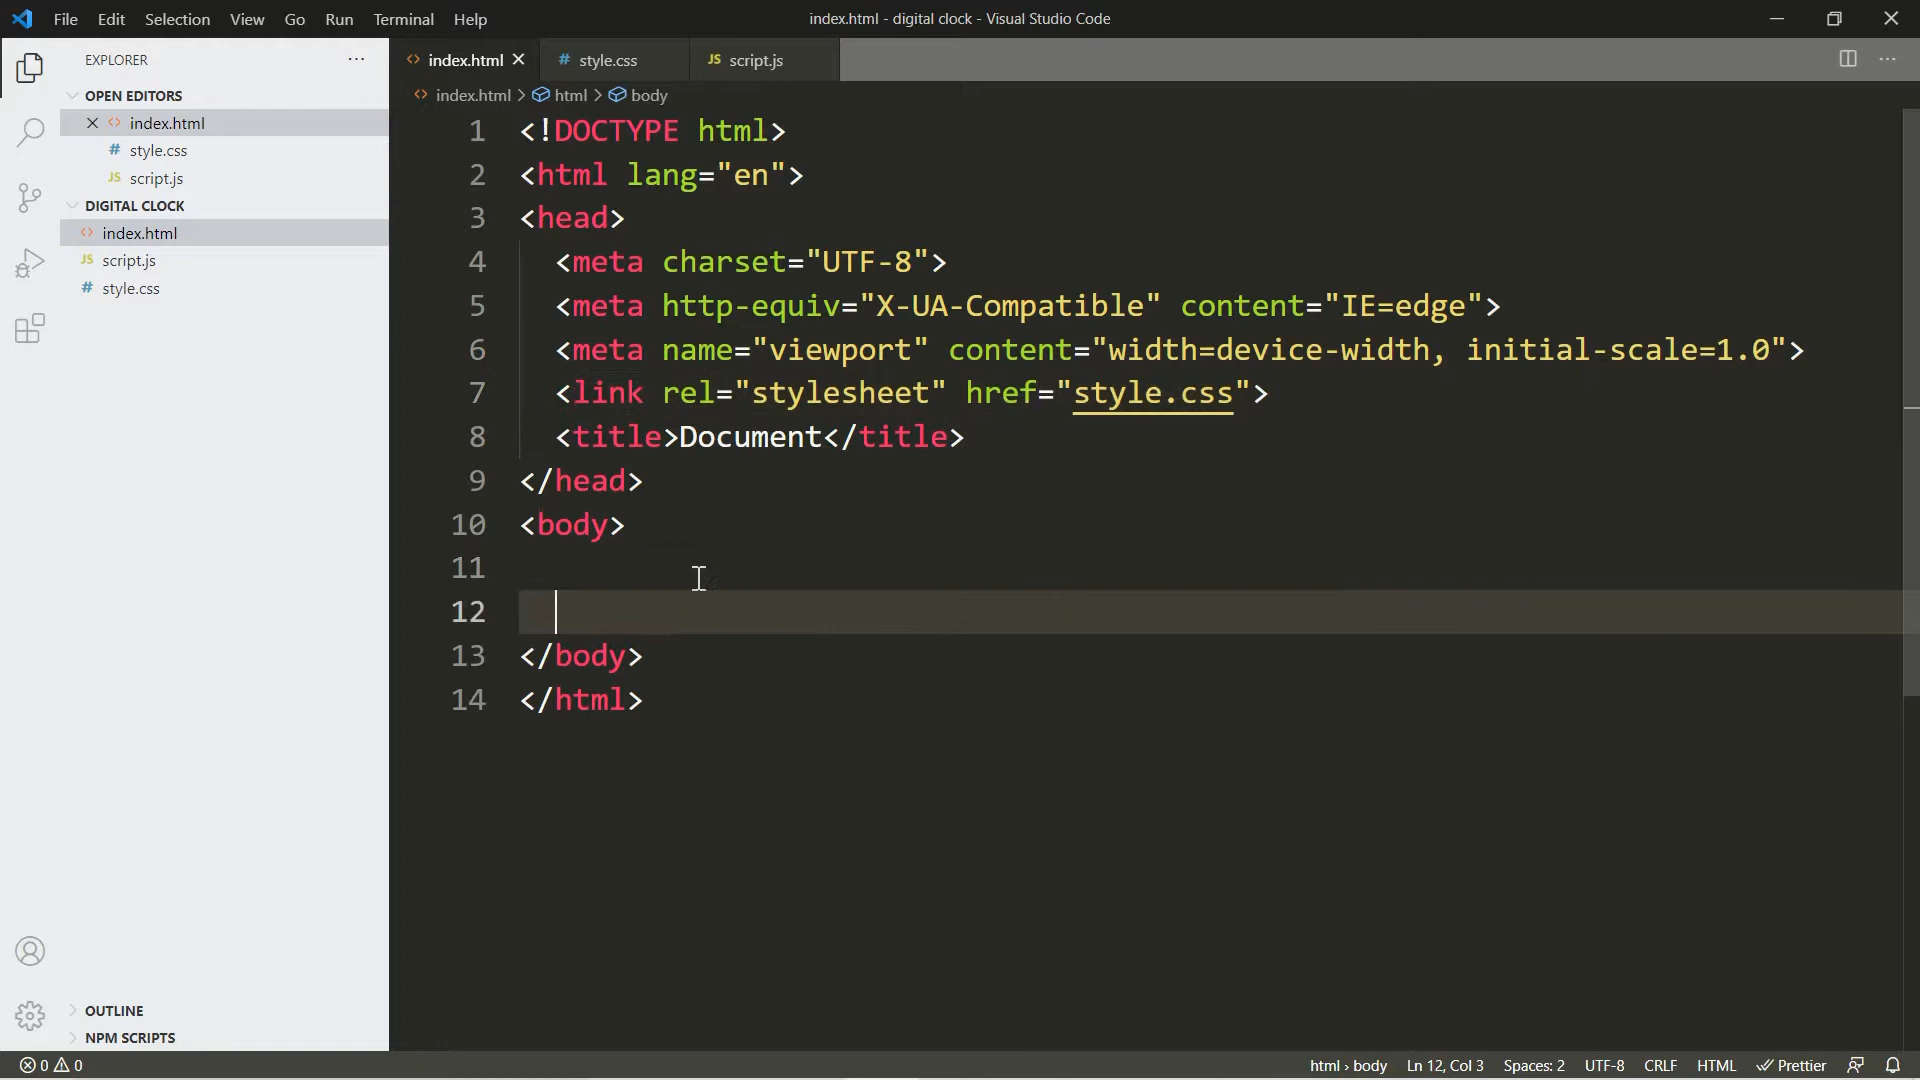 File Edit Selection View Go Run Terminal Help
index.html - digital clock - Visual Studio Code
EXPLORER
OPEN EDITORS
index.html
# style.css
JS script.js
DIGITAL CLOCK
index.html
JS script.js
# style.css
OUTLINE
NPM SCRIPTS
index.html # style.css JS script.js
index.html > html > body
1 <!DOCTYPE html>
2 <html lang="en">
3 <head>
4 <meta charset="UTF-8">
5 <meta http-equiv="X-UA-Compatible" content="IE=edge">
6 <meta name="viewport" content="width=device-width, initial-scale=1.0">
7 <link rel="stylesheet" href="style.css">
8 <title>Document</title>
9 </head>
10 <body>
11
12
13 </body>
14 </html>
0 0 html › body Ln 12, Col 3 Spaces: 2 UTF-8 CRLF HTML Prettier